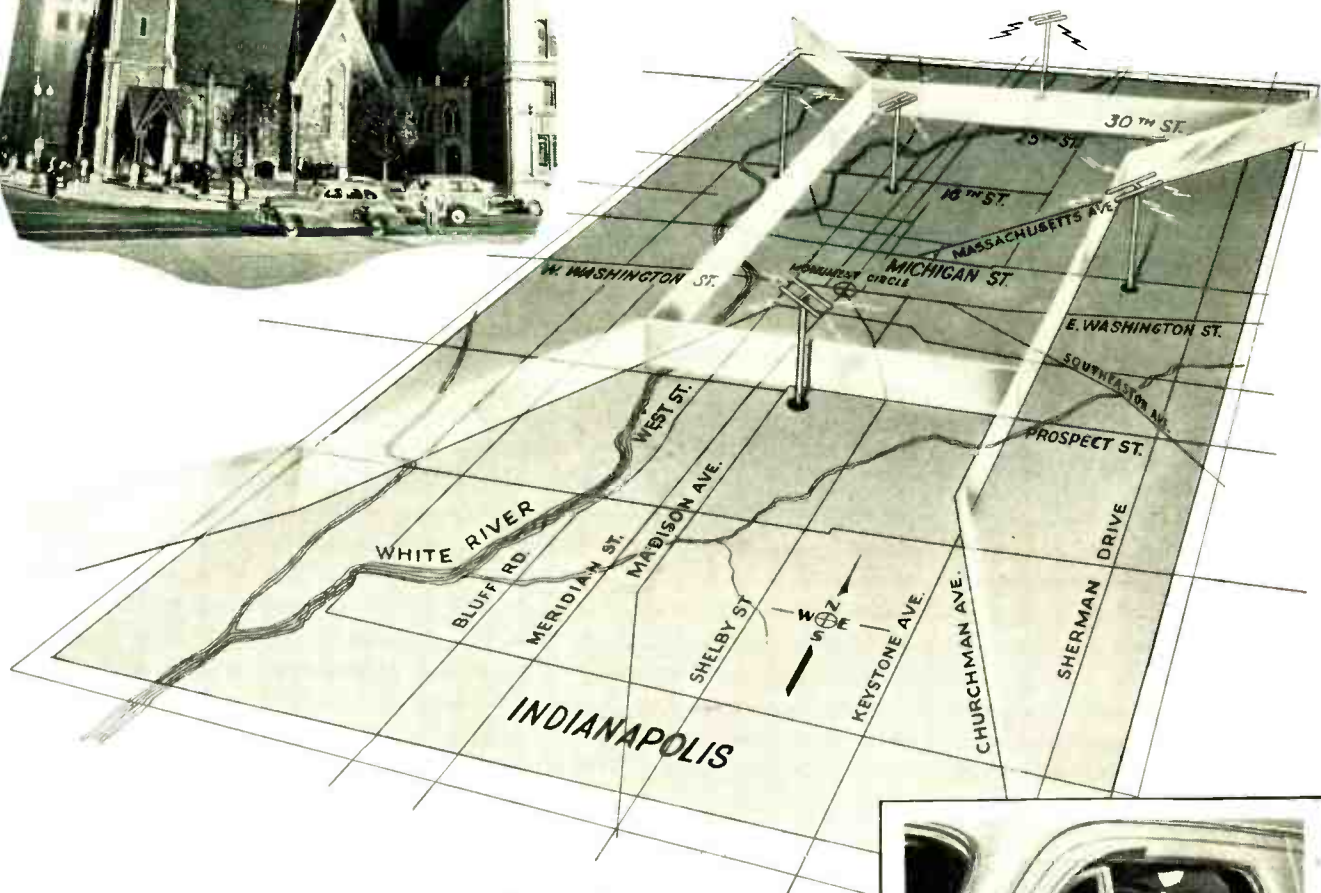 30TH ST.
25TH ST.
16TH ST.
MASSACHUSETTS AVE.
MICHIGAN ST.
MONUMENT CIRCLE
W. WASHINGTON ST.
E. WASHINGTON ST.
SOUTHEASTON AVE.
PROSPECT ST.
WEST ST.
MADISON AVE.
WHITE RIVER
BLUFF RD.
MERIDIAN ST.
SHELBY ST
N
W E
S
KEYSTONE AVE.
CHURCHMAN AVE.
SHERMAN DRIVE
INDIANAPOLIS